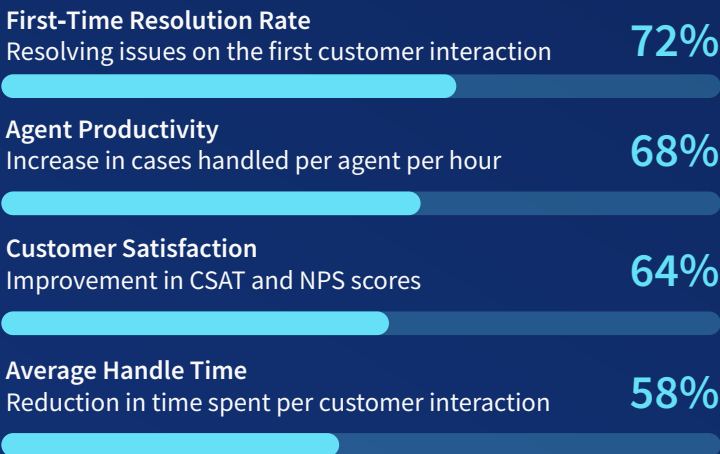 First-Time Resolution Rate
Resolving issues on the first customer interaction
72%
Agent Productivity
Increase in cases handled per agent per hour
68%
Customer Satisfaction
Improvement in CSAT and NPS scores
64%
Average Handle Time
Reduction in time spent per customer interaction
58%